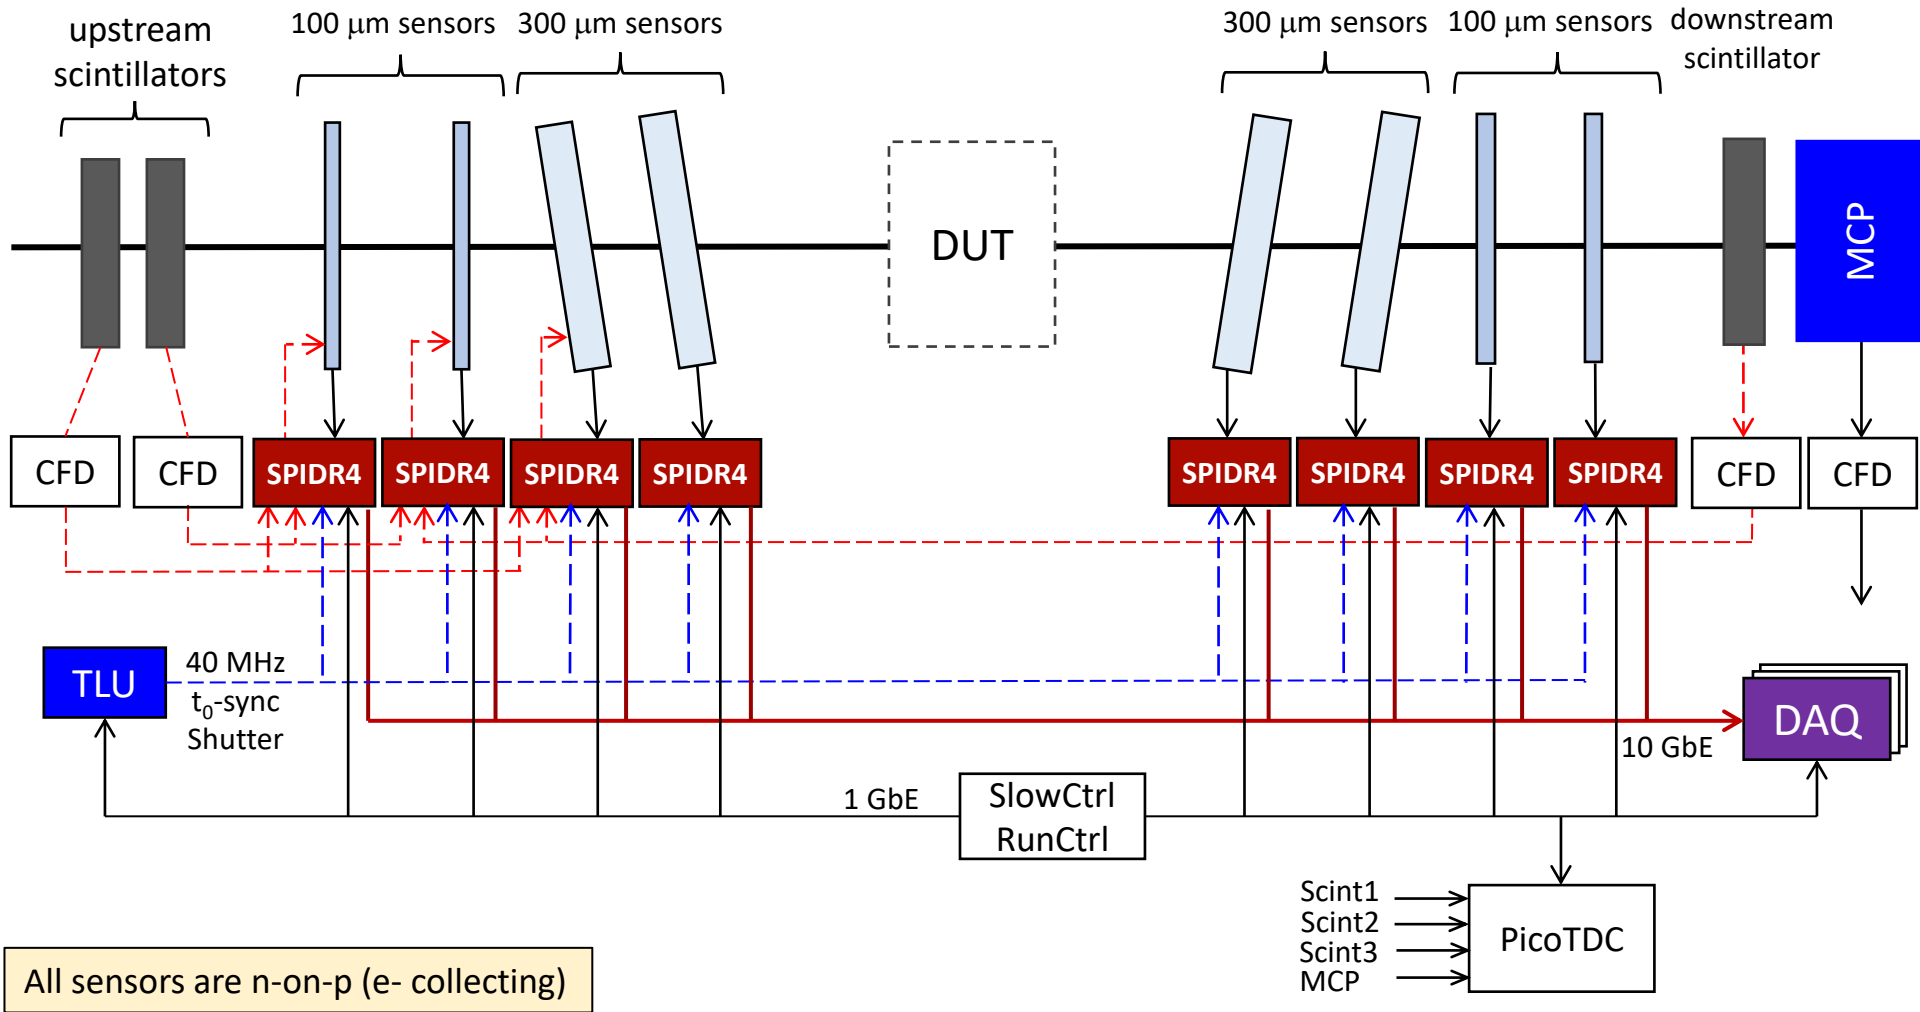 upstream
scintillators
100 μm sensors
300 μm sensors
300 μm sensors
100 μm sensors
downstream
scintillator
DUT
MCP
CFD
CFD
SPIDR4
SPIDR4
SPIDR4
SPIDR4
SPIDR4
SPIDR4
SPIDR4
SPIDR4
CFD
CFD
TLU
40 MHz
t₀-sync
Shutter
DAQ
10 GbE
1 GbE
SlowCtrl
RunCtrl
Scint1
Scint2
Scint3
MCP
PicoTDC
All sensors are n-on-p (e- collecting)